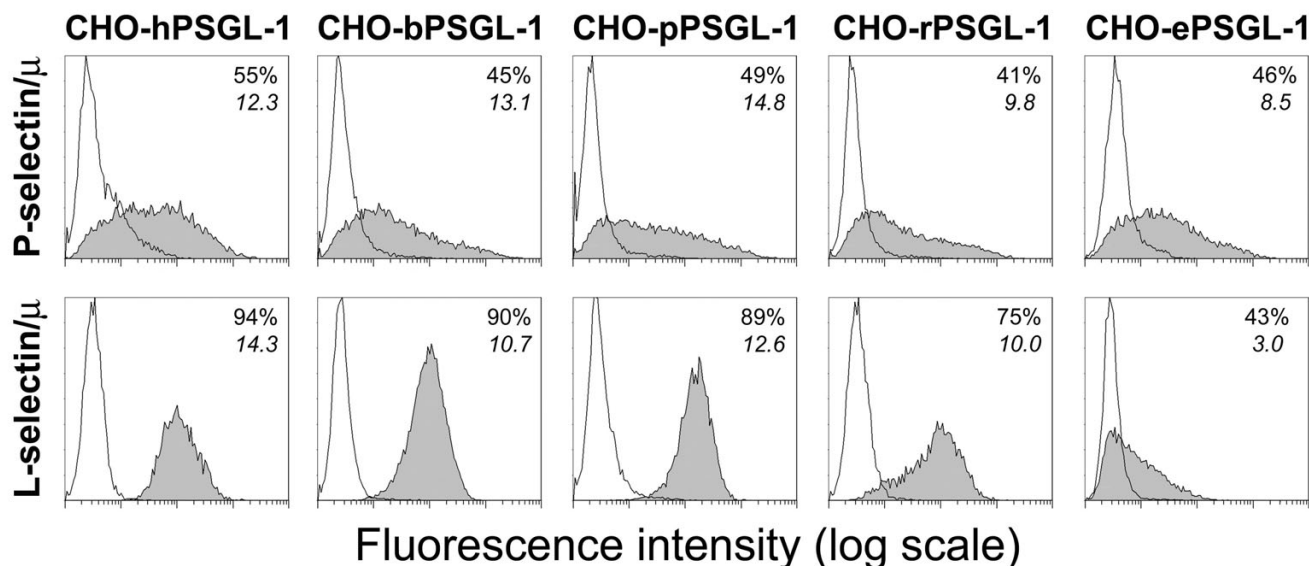 CHO-hPSGL-1 CHO-bPSGL-1 CHO-pPSGL-1 CHO-rPSGL-1 CHO-ePSGL-1
P-selectin/μ
55% 45% 49% 41% 46%
12.3 13.1 14.8 9.8 8.5
L-selectin/μ
94% 90% 89% 75% 43%
14.3 10.7 12.6 10.0 3.0
Fluorescence intensity (log scale)